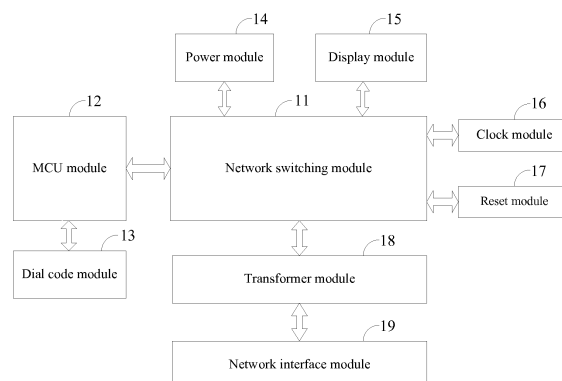 14
15
Power module
Display module
12
11
16
MCU module
Network switching module
Clock module
17
Reset module
13
Dial code module
18
Transformer module
19
Network interface module